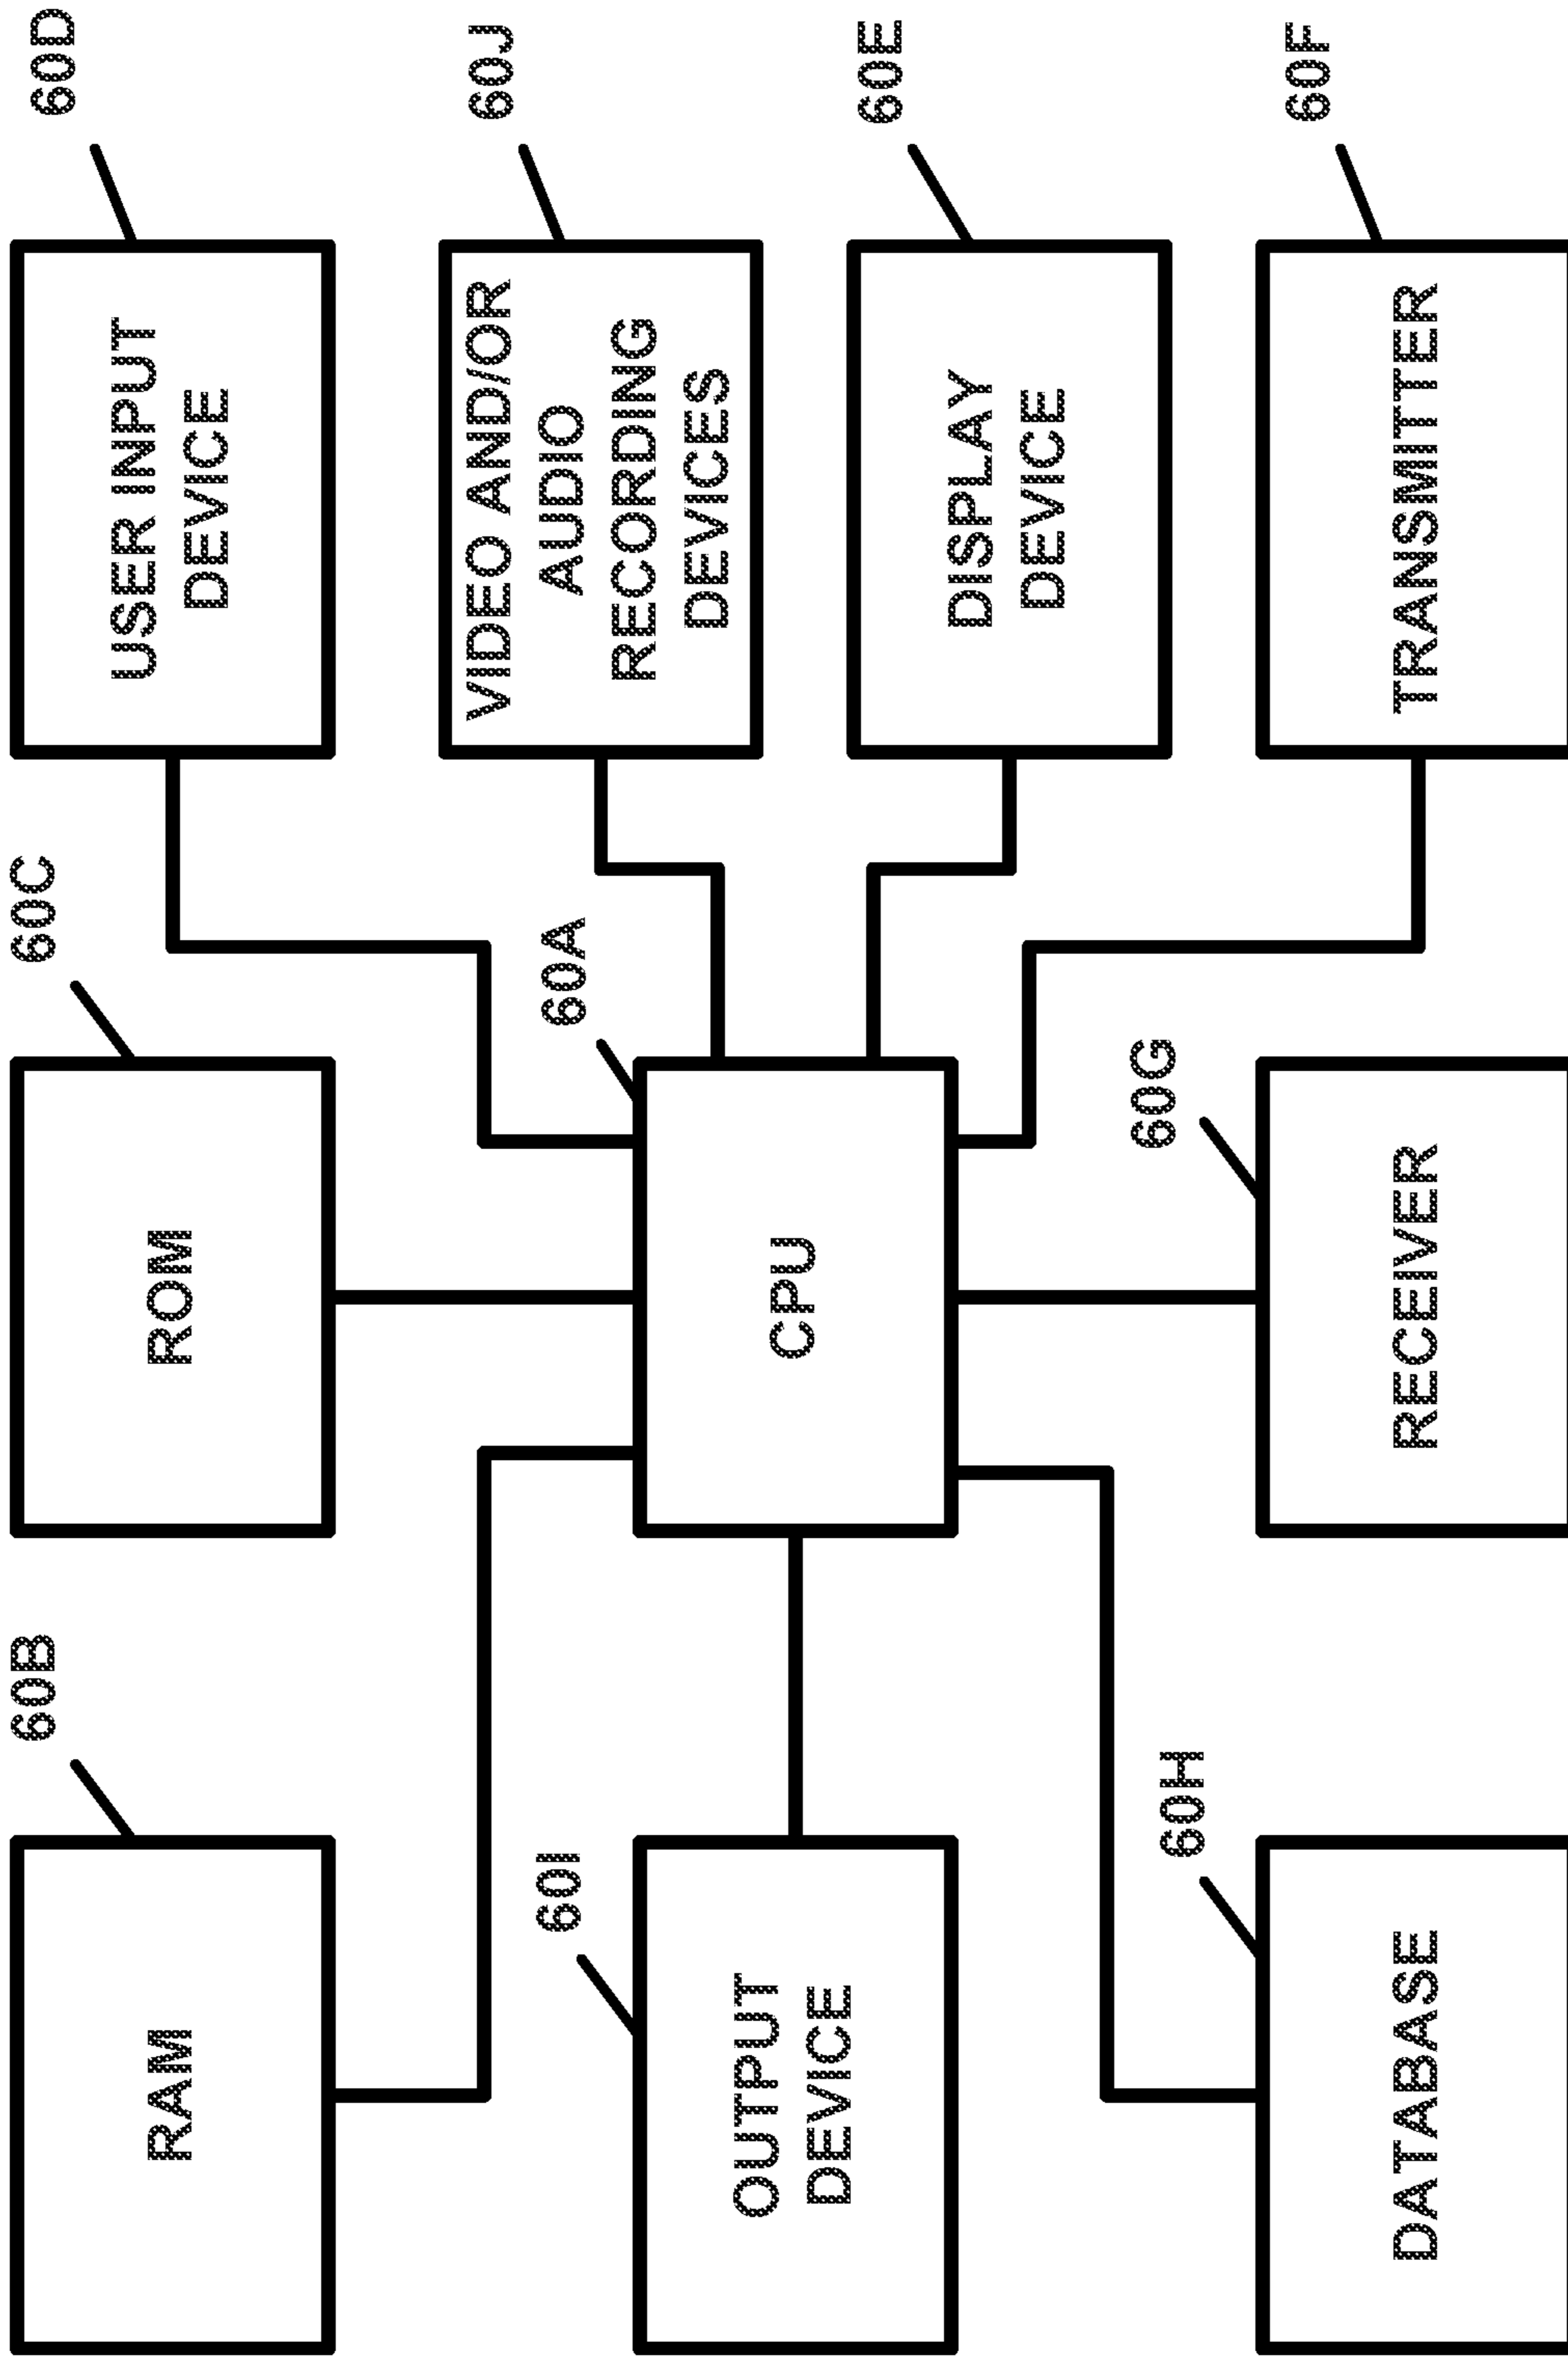 60B
RAM
60C
ROM
60D
USER INPUT
DEVICE
60I
OUTPUT
DEVICE
60A
CPU
60J
VIDEO AND/OR
AUDIO
RECORDING
DEVICES
60E
DISPLAY
DEVICE
60H
DATABASE
60G
RECEIVER
60F
TRANSMITTER